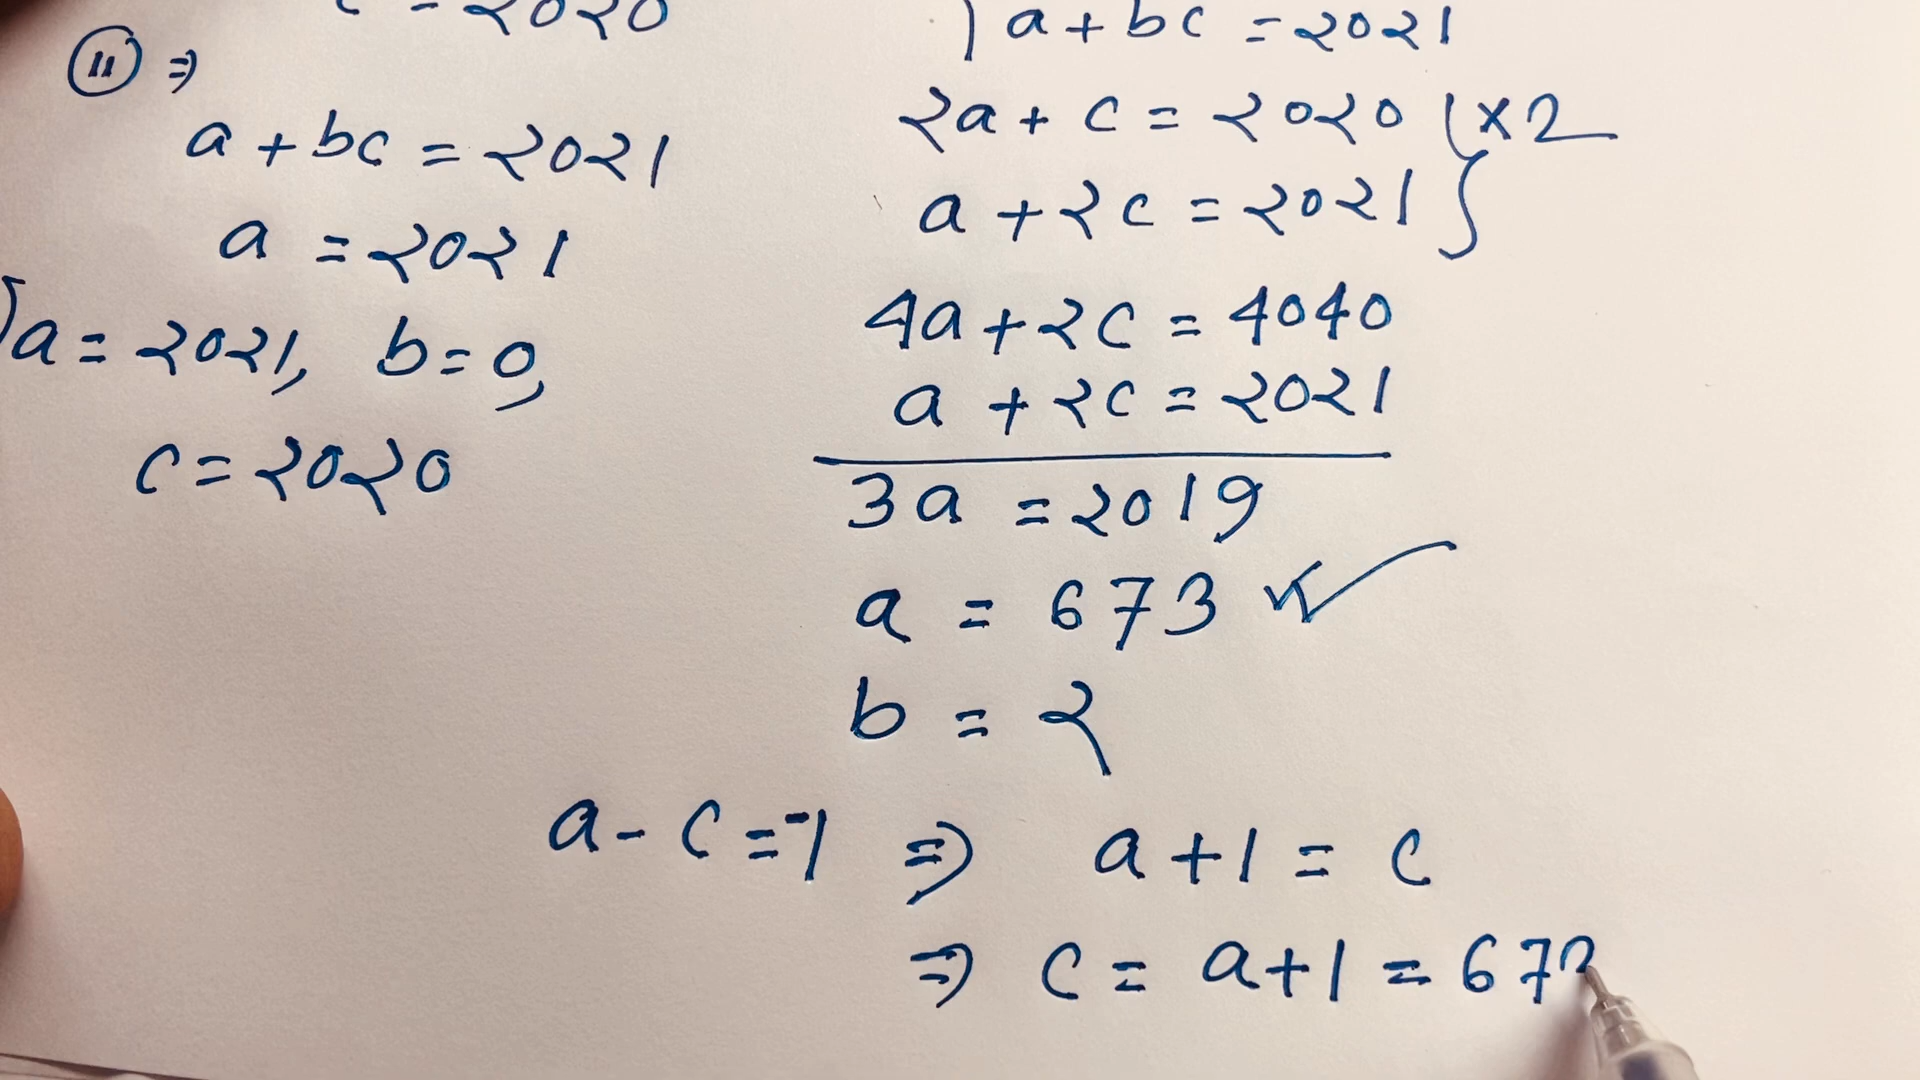 c = 2020
(11) ⇒
a + bc = 2021
a = 2021
a = 2021, b = 0,
c = 2020
a + bc = 2021
2a + c = 2020 } × 2
a + 2c = 2021
4a + 2c = 4040
a + 2c = 2021
3a = 2019
a = 673 ✓
b = 2
a - c = -1 ⇒ a + 1 = c
⇒ c = a + 1 = 67